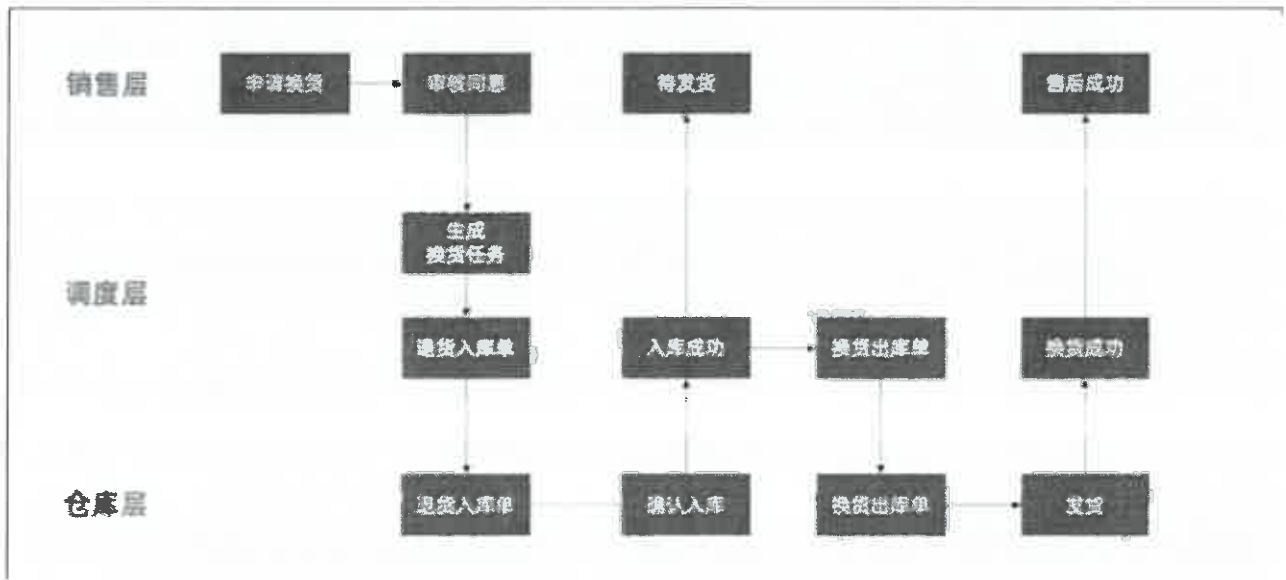 销售层
申请换货
审核同意
待发货
售后成功
生成
换货任务
调度层
退货入库单
入库成功
换货出库单
换货成功
仓库层
退货入库单
确认入库
换货出库单
发货